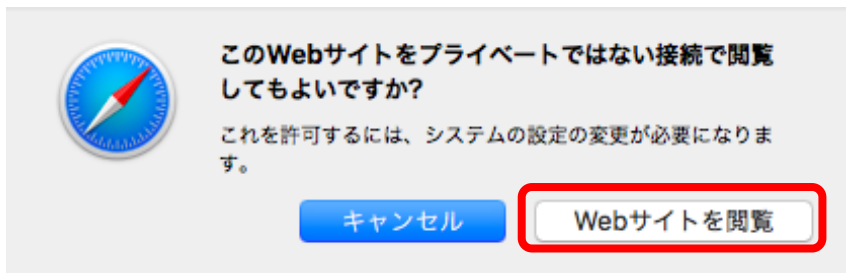 このWebサイトをプライベートではない接続で閲覧
してもよいですか?
これを許可するには、システムの設定の変更が必要になりま
す。
キャンセル
Webサイトを閲覧